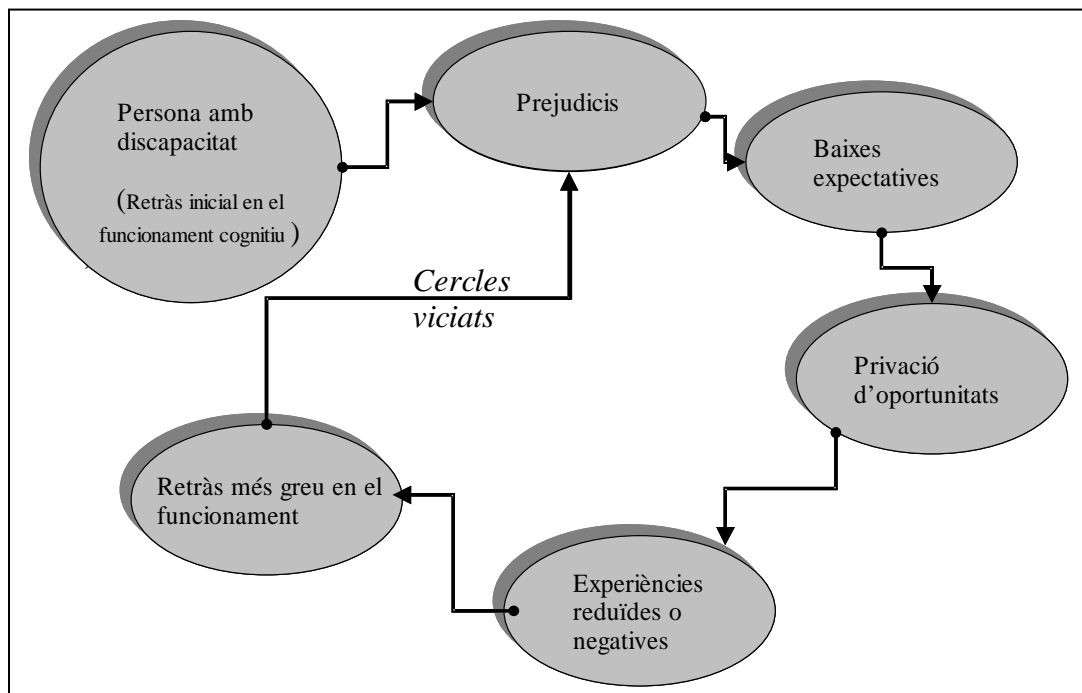 Persona amb
discapacitat
(Retràs inicial en el
funcionament cognitiu )
Prejudicis
Baixes
expectatives
Privació
d’oportunitats
Experiències
reduïdes o
negatives
Retràs més greu en el
funcionament
Cercles
viciats